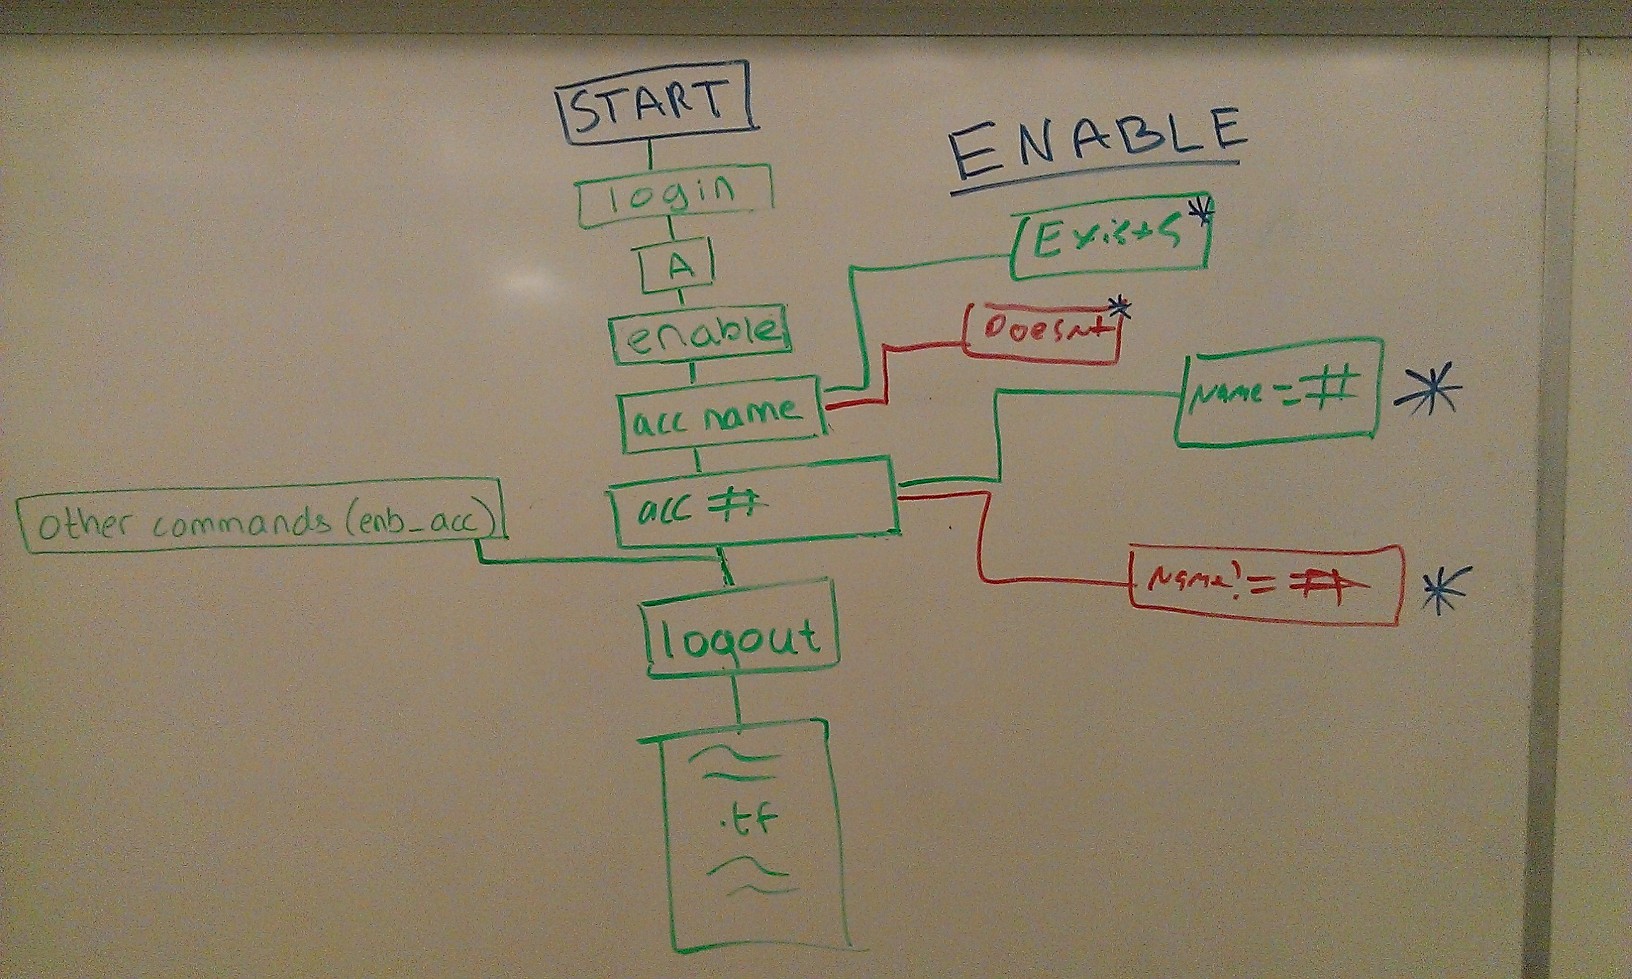 START
ENABLE
login
Exists*
A
Doesnt*
enable
Name = # *
acc name
acc #
other commands (enb_acc)
Name != # *
logout
.tf